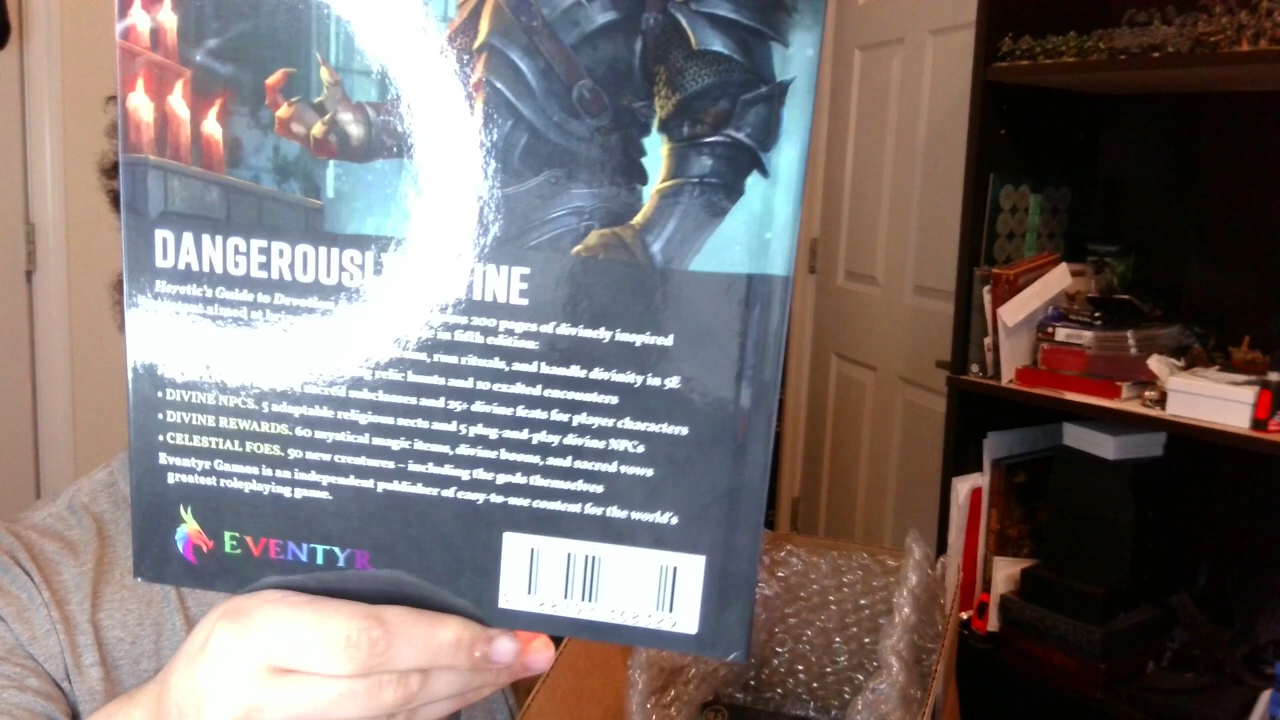 DANGEROUSLY
Heretic's Guide to Devotion 200 pages of divinely inspired
in fifth edition:
run rituals, and handle divinity in 5E
relic hunts and 10 exalted encounters
sacred subclasses and 25+ divine feats for player characters
• DIVINE NPCS. 5 adaptable religious sects and 5 plug-and-play divine NPCs
• DIVINE REWARDS. 60 mystical magic items, divine boons, and sacred vows
• CELESTIAL FOES. 50 new creatures – including the gods themselves
Eventyr Games is an independent publisher of easy-to-use content for the world's
greatest roleplaying game.
EVENTYR